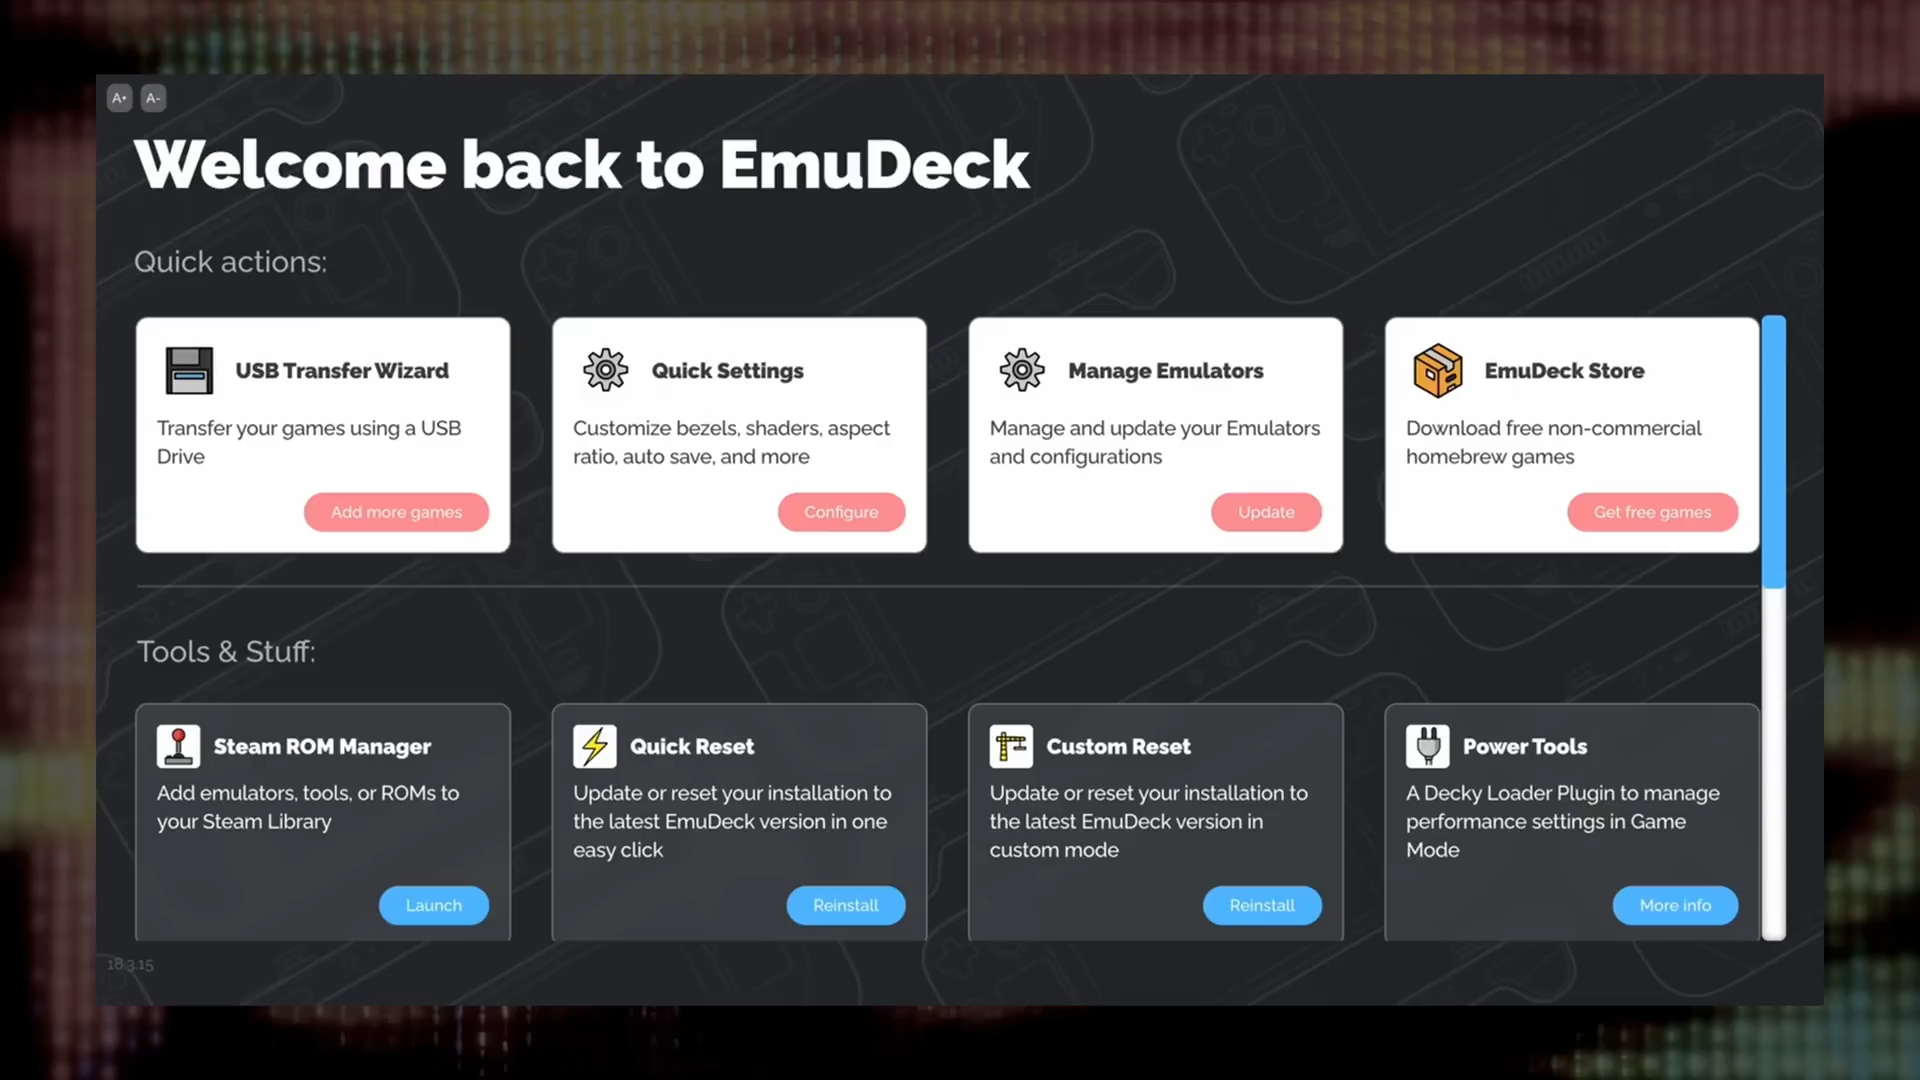 A+ A-
Welcome back to EmuDeck
Quick actions:
USB Transfer Wizard
Transfer your games using a USB
Drive
Add more games
Quick Settings
Customize bezels, shaders, aspect
ratio, auto save, and more
Configure
Manage Emulators
Manage and update your Emulators
and configurations
Update
EmuDeck Store
Download free non-commercial
homebrew games
Get free games
Tools & Stuff:
Steam ROM Manager
Add emulators, tools, or ROMs to
your Steam Library
Launch
Quick Reset
Update or reset your installation to
the latest EmuDeck version in one
easy click
Reinstall
Custom Reset
Update or reset your installation to
the latest EmuDeck version in
custom mode
Reinstall
Power Tools
A Decky Loader Plugin to manage
performance settings in Game
Mode
More info
18.3.15